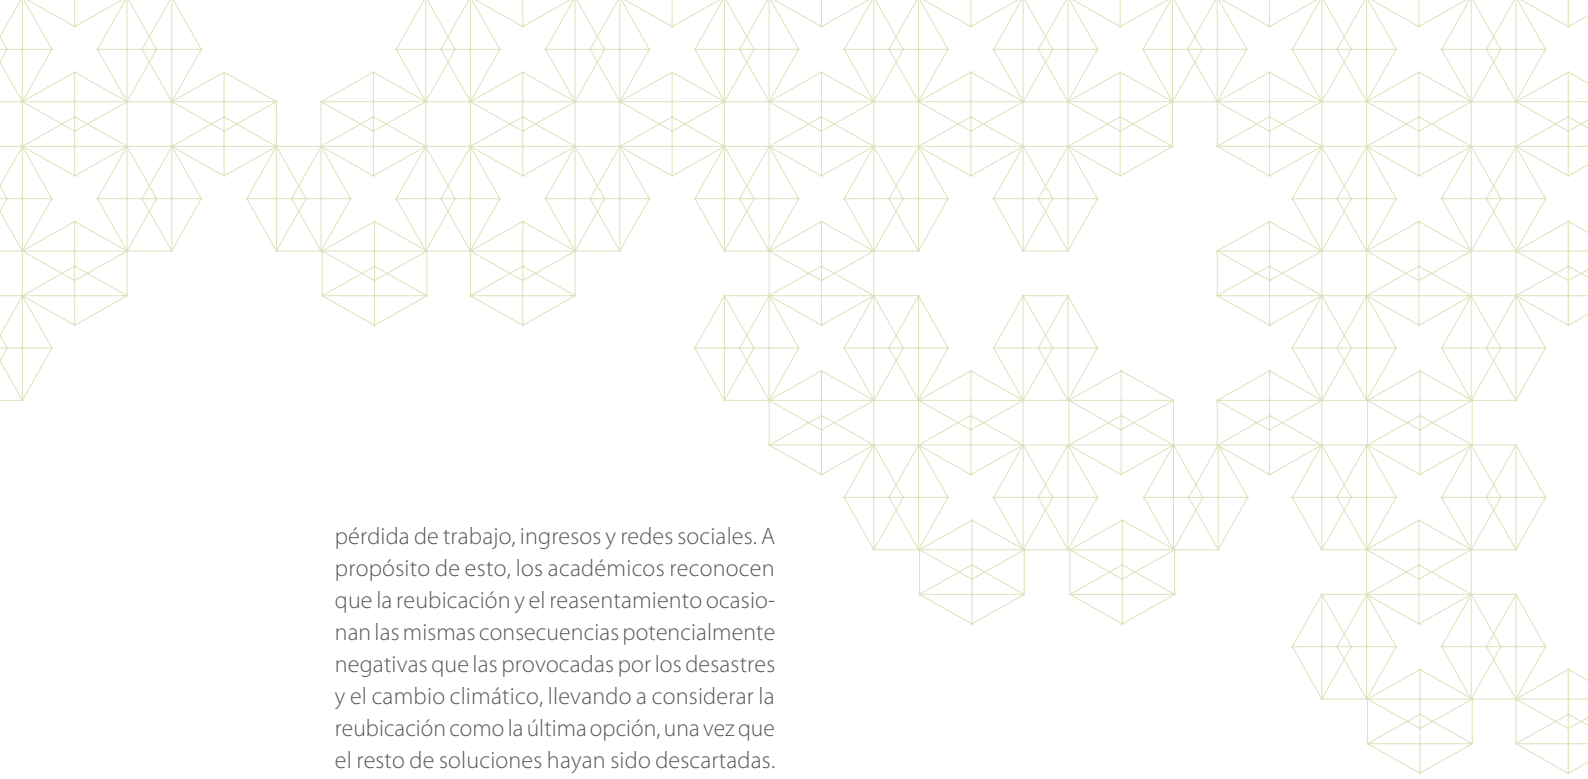 pérdida de trabajo, ingresos y redes sociales. A
propósito de esto, los académicos reconocen
que la reubicación y el reasentamiento ocasio-
nan las mismas consecuencias potencialmente
negativas que las provocadas por los desastres
y el cambio climático, llevando a considerar la
reubicación como la última opción, una vez que
el resto de soluciones hayan sido descartadas.